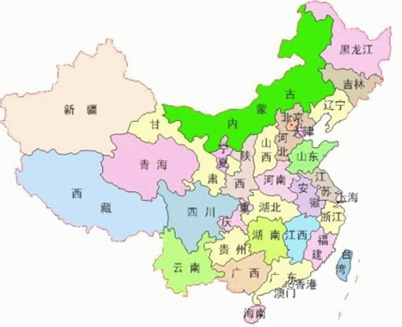 黑龙江
吉林
辽宁
内蒙古
新疆
甘肃
北京
天津
河北
山西
山东
宁夏
陕西
青海
河南
江苏
安徽
上海
西藏
四川
重庆
湖北
浙江
湖南
江西
贵州
福建
云南
广西
广东
台湾
香港
澳门
海南